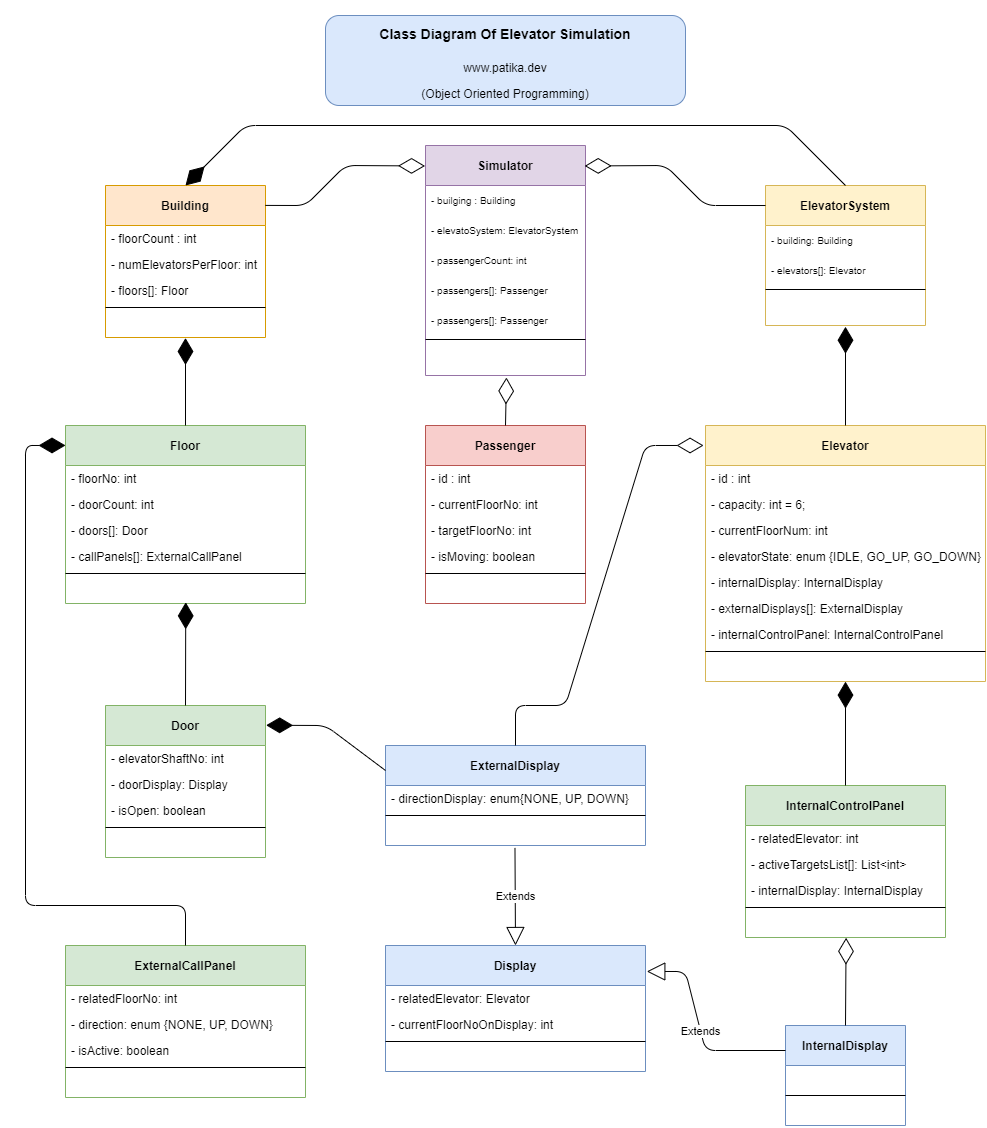 Class Diagram Of Elevator Simulation
www.patika.dev
(Object Oriented Programming)
Simulator
- builging : Building
- elevatoSystem: ElevatorSystem
- passengerCount: int
- passengers[]: Passenger
- passengers[]: Passenger
Building
- floorCount : int
- numElevatorsPerFloor: int
- floors[]: Floor
ElevatorSystem
- building: Building
- elevators[]: Elevator
Floor
- floorNo: int
- doorCount: int
- doors[]: Door
- callPanels[]: ExternalCallPanel
Passenger
- id : int
- currentFloorNo: int
- targetFloorNo: int
- isMoving: boolean
Elevator
- id : int
- capacity: int = 6;
- currentFloorNum: int
- elevatorState: enum {IDLE, GO_UP, GO_DOWN}
- internalDisplay: InternalDisplay
- externalDisplays[]: ExternalDisplay
- internalControlPanel: InternalControlPanel
Door
- elevatorShaftNo: int
- doorDisplay: Display
- isOpen: boolean
ExternalDisplay
- directionDisplay: enum{NONE, UP, DOWN}
InternalControlPanel
- relatedElevator: int
- activeTargetsList[]: List<int>
- internalDisplay: InternalDisplay
Extends
ExternalCallPanel
- relatedFloorNo: int
- direction: enum {NONE, UP, DOWN}
- isActive: boolean
Display
- relatedElevator: Elevator
- currentFloorNoOnDisplay: int
Extends
InternalDisplay